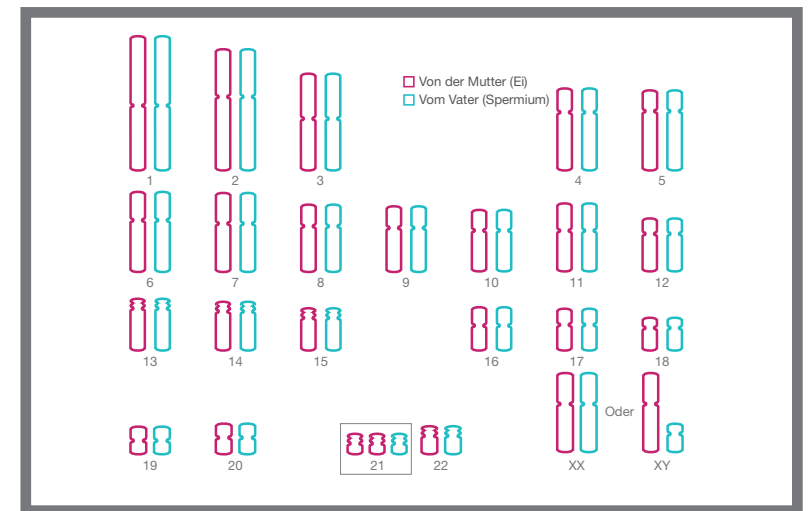 Von der Mutter (Ei)
Vom Vater (Spermium)
1 2 3 4 5
6 7 8 9 10 11 12
13 14 15 16 17 18
Oder
19 20 21 22 XX XY